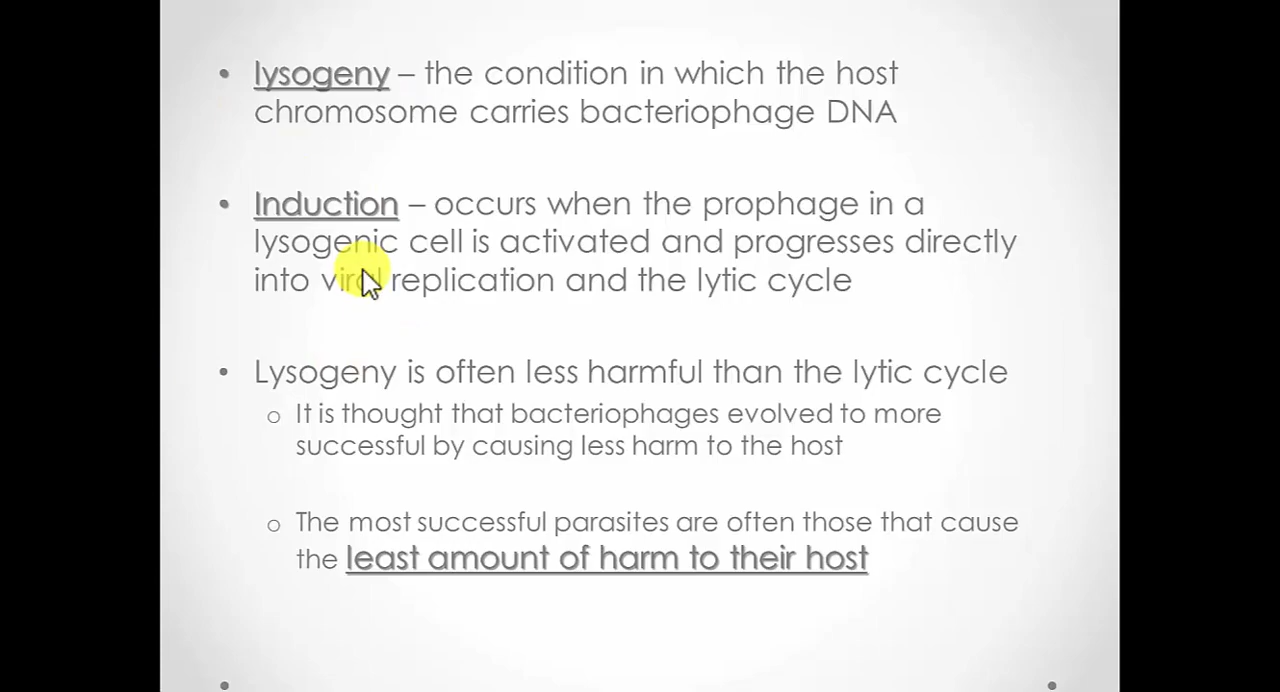 • lysogeny – the condition in which the host
chromosome carries bacteriophage DNA
• Induction – occurs when the prophage in a
lysogenic cell is activated and progresses directly
into viral replication and the lytic cycle
• Lysogeny is often less harmful than the lytic cycle
o It is thought that bacteriophages evolved to more
successful by causing less harm to the host
o The most successful parasites are often those that cause
the least amount of harm to their host